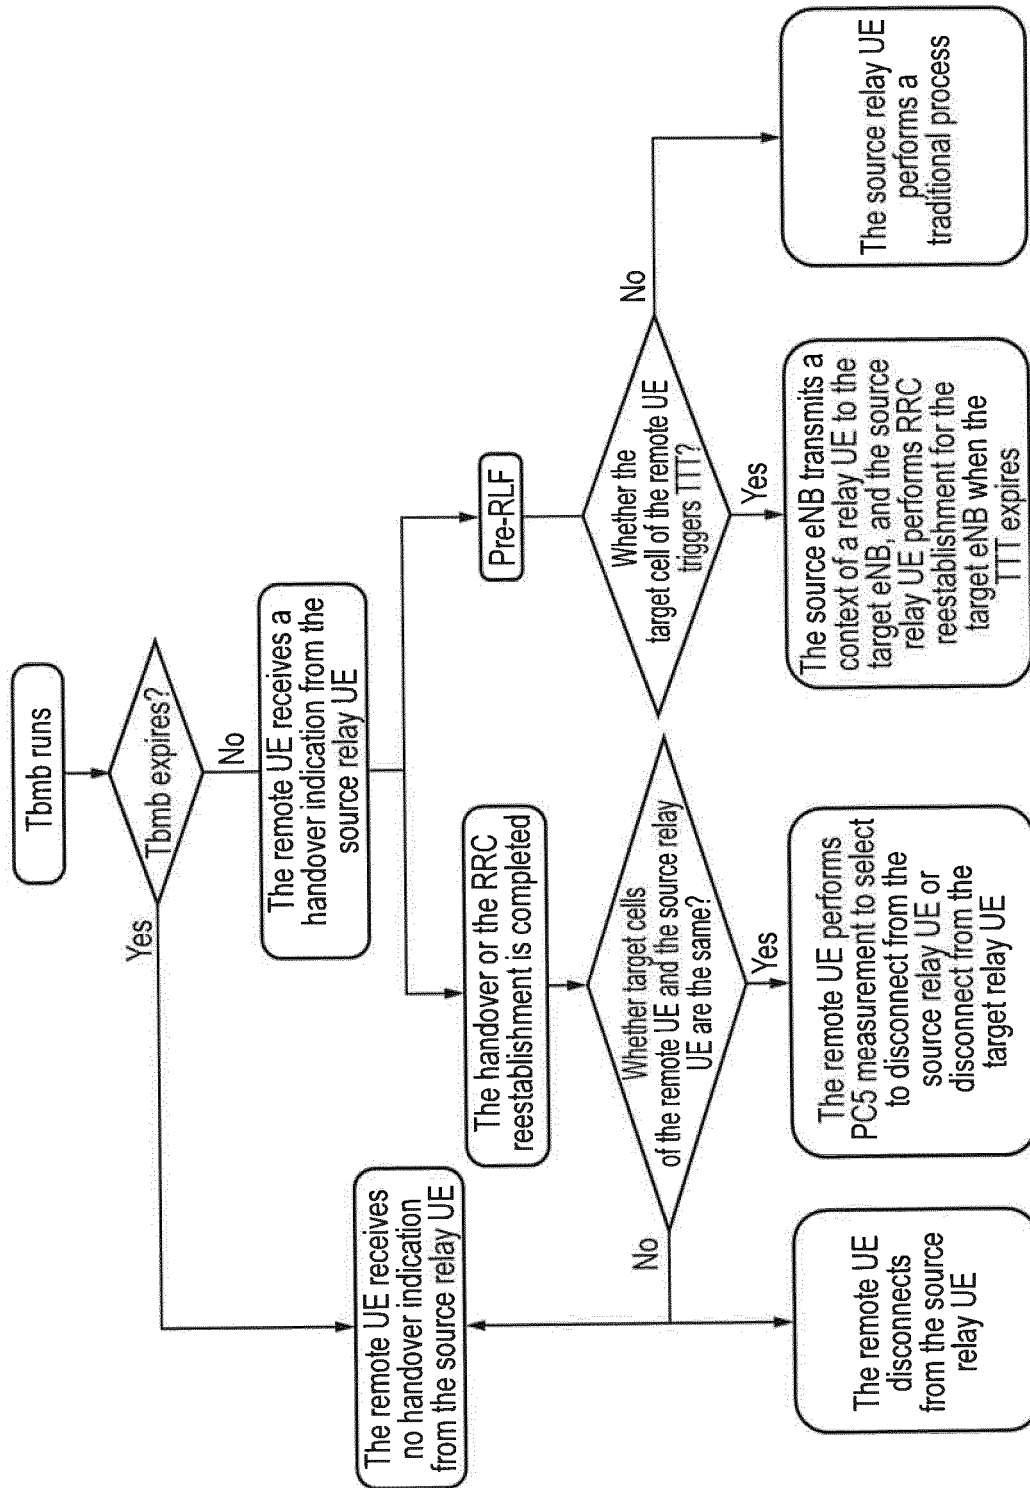 Tbmb runs
Tbmb expires?
Yes
No
The remote UE receives
no handover indication
from the source relay UE
The remote UE receives a
handover indication from the
source relay UE
The handover or the RRC
reestablishment is completed
Pre-RLF
Whether target cells
of the remote UE and the source relay
UE are the same?
Whether the
target cell of the remote UE
triggers TTT?
No
Yes
Yes
No
The remote UE
disconnects
from the source
relay UE
The remote UE performs
PC5 measurement to select
to disconnect from the
source relay UE or
disconnect from the
target relay UE
The source eNB transmits a
context of a relay UE to the
target eNB, and the source
relay UE performs RRC
reestablishment for the
target eNB when the
TTT expires
The source relay UE
performs a
traditional process